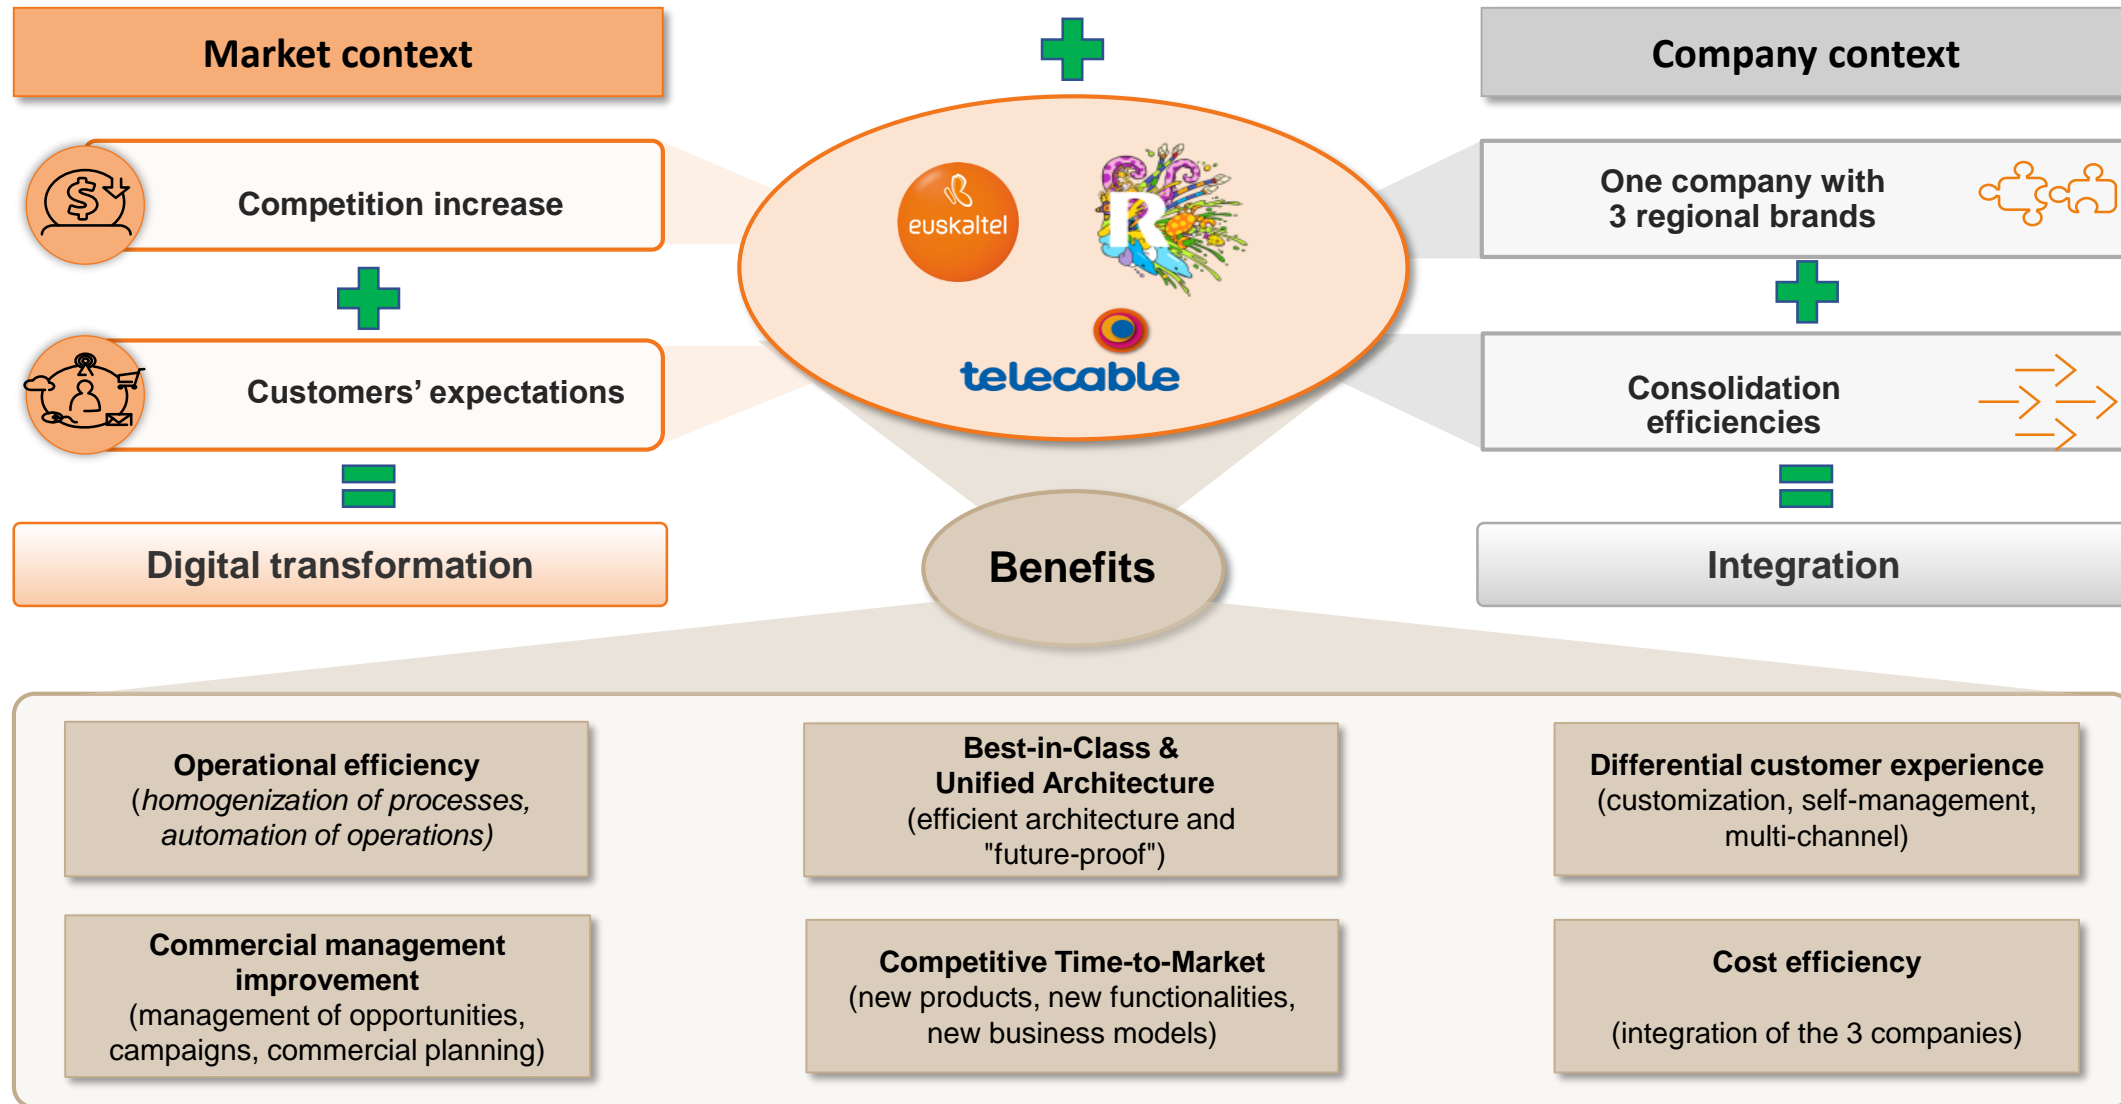 Market context
Company context
Competition increase
euskaltel
R
telecable
One company with
3 regional brands
Customers' expectations
Consolidation
efficiencies
Digital transformation
Benefits
Integration
Operational efficiency
(homogenization of processes,
automation of operations)
Best-in-Class &
Unified Architecture
(efficient architecture and
"future-proof")
Differential customer experience
(customization, self-management,
multi-channel)
Commercial management
improvement
(management of opportunities,
campaigns, commercial planning)
Competitive Time-to-Market
(new products, new functionalities,
new business models)
Cost efficiency
(integration of the 3 companies)